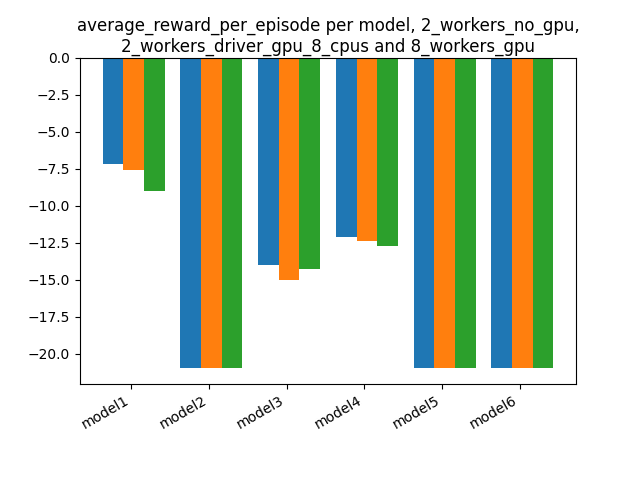 average_reward_per_episode per model, 2_workers_no_gpu,
2_workers_driver_gpu_8_cpus and 8_workers_gpu
0.0
−2.5
−5.0
−7.5
−10.0
−12.5
−15.0
−17.5
−20.0
model1
model2
model3
model4
model5
model6